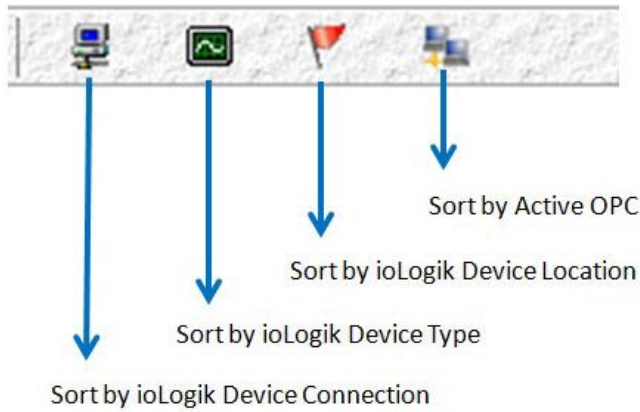 Sort by Active OPC
Sort by ioLogik Device Location
Sort by ioLogik Device Type
Sort by ioLogik Device Connection